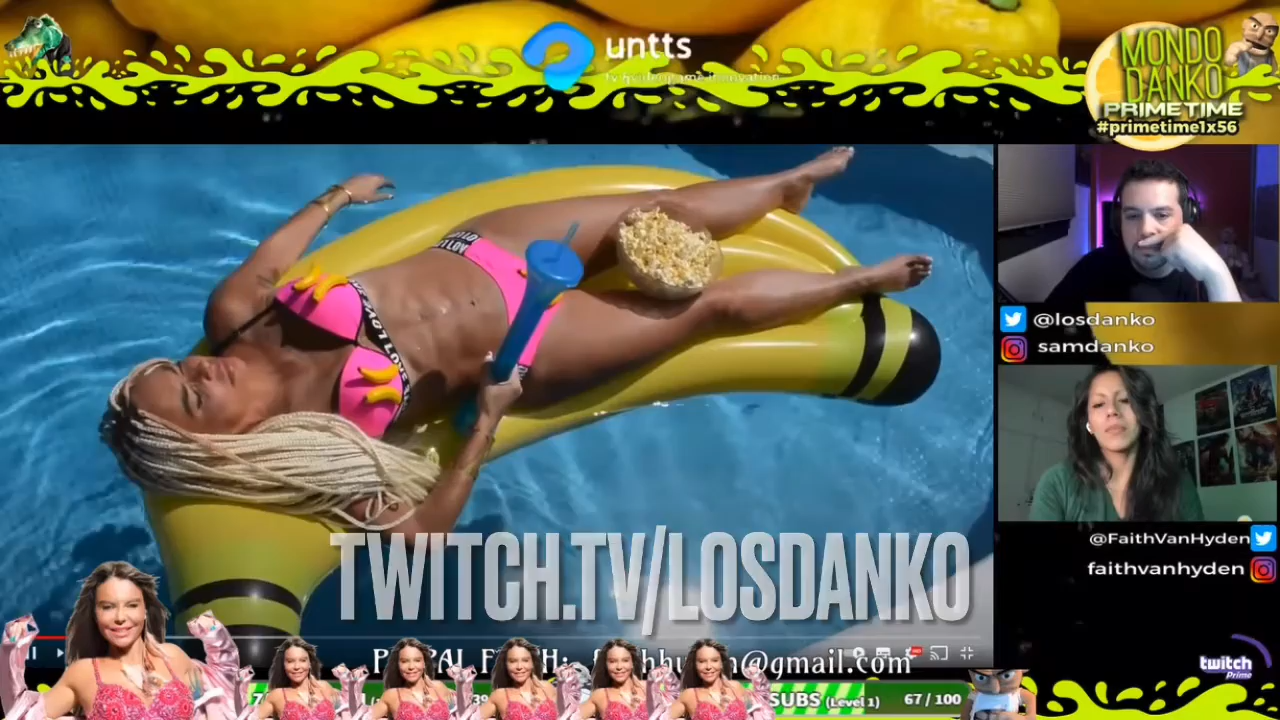 untts
MONDO
DANKO
PRIMETIME
#primetime1x56
@losdanko
samdanko
TWITCH.TV/LOSDANKO
@FaithVanHyden
faithvanhyden
@gmail.com
twitch
Prime
SUBS (Level 1)
67 / 100